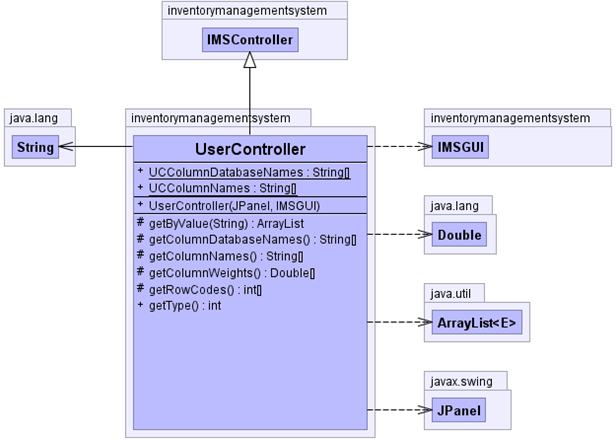 inventorymanagementsystem
IMSController
java.lang
String
inventorymanagementsystem
UserController
+ UCColumnDatabaseNames : String[]
+ UCColumnNames : String[]
+ UserController(JPanel, IMSGUI)
# getByValue(String) : ArrayList
# getColumnDatabaseNames() : String[]
# getColumnNames() : String[]
# getColumnWeights() : Double[]
# getRowCodes() : int[]
+ getType() : int
inventorymanagementsystem
IMSGUI
java.lang
Double
java.util
ArrayList<E>
javax.swing
JPanel